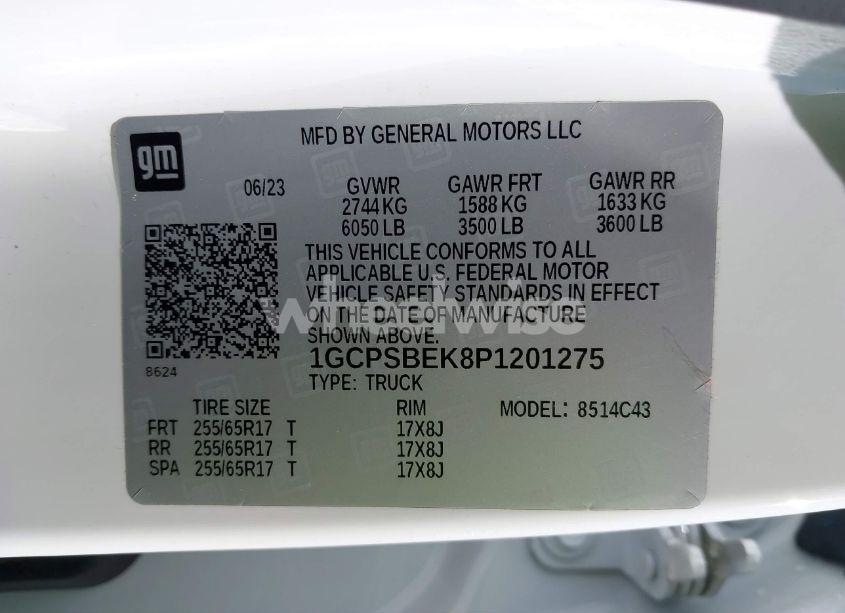 gm
MFD BY GENERAL MOTORS LLC
06/23 GVWR GAWR FRT GAWR RR
2744 KG 1588 KG 1633 KG
6050 LB 3500 LB 3600 LB
THIS VEHICLE CONFORMS TO ALL
APPLICABLE U.S. FEDERAL MOTOR
VEHICLE SAFETY STANDARDS IN EFFECT
ON THE DATE OF MANUFACTURE
SHOWN ABOVE.
wheelwise
8624
1GCPSBEK8P1201275
TYPE: TRUCK
TIRE SIZE RIM MODEL: 8514C43
FRT 255/65R17 T 17X8J
RR 255/65R17 T 17X8J
SPA 255/65R17 T 17X8J